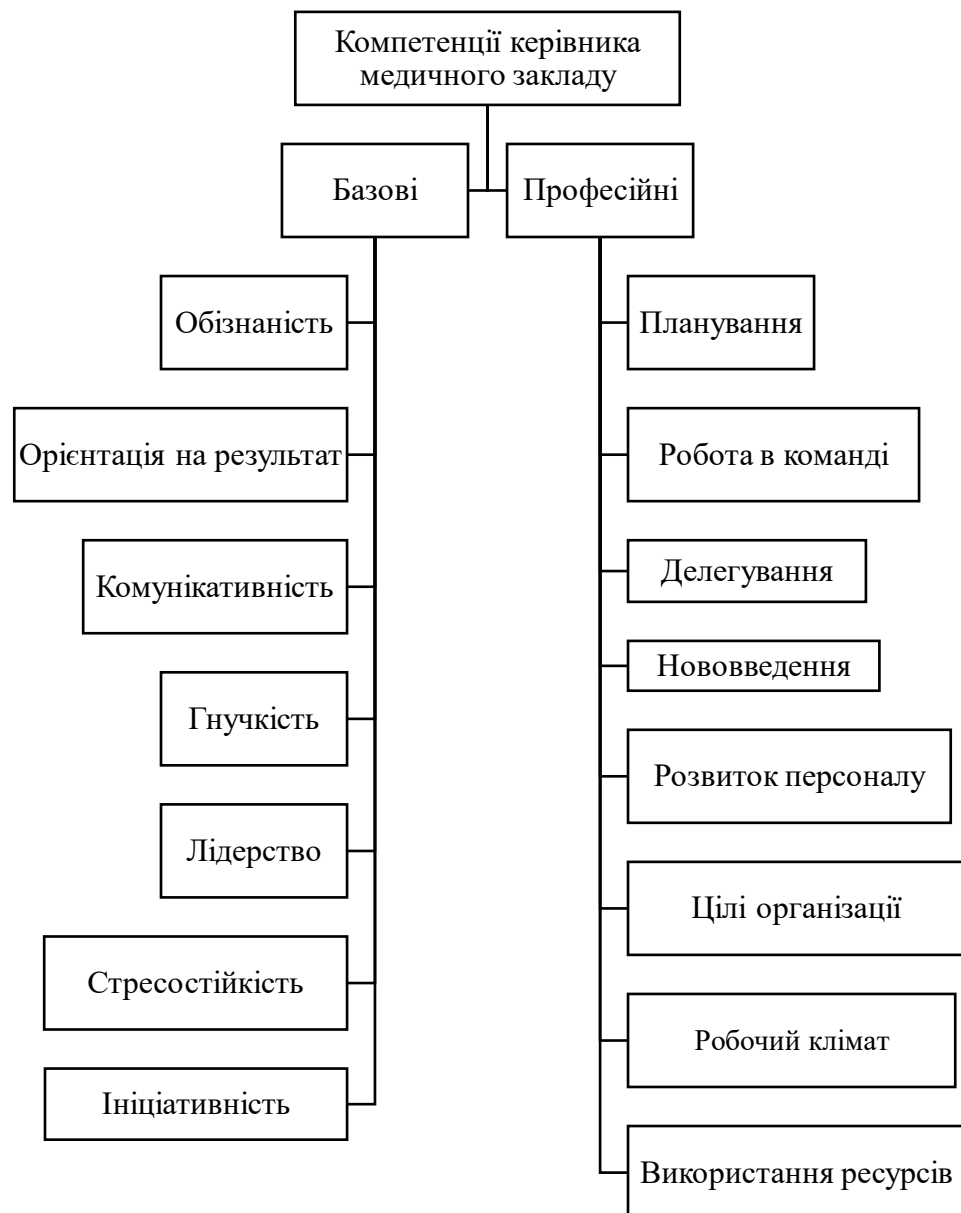 Компетенції керівника
медичного закладу
Базові
Професійні
Обізнаність
Орієнтація на результат
Комунікативність
Гнучкість
Лідерство
Стресостійкість
Ініціативність
Планування
Робота в команді
Делегування
Нововведення
Розвиток персоналу
Цілі організації
Робочий клімат
Використання ресурсів